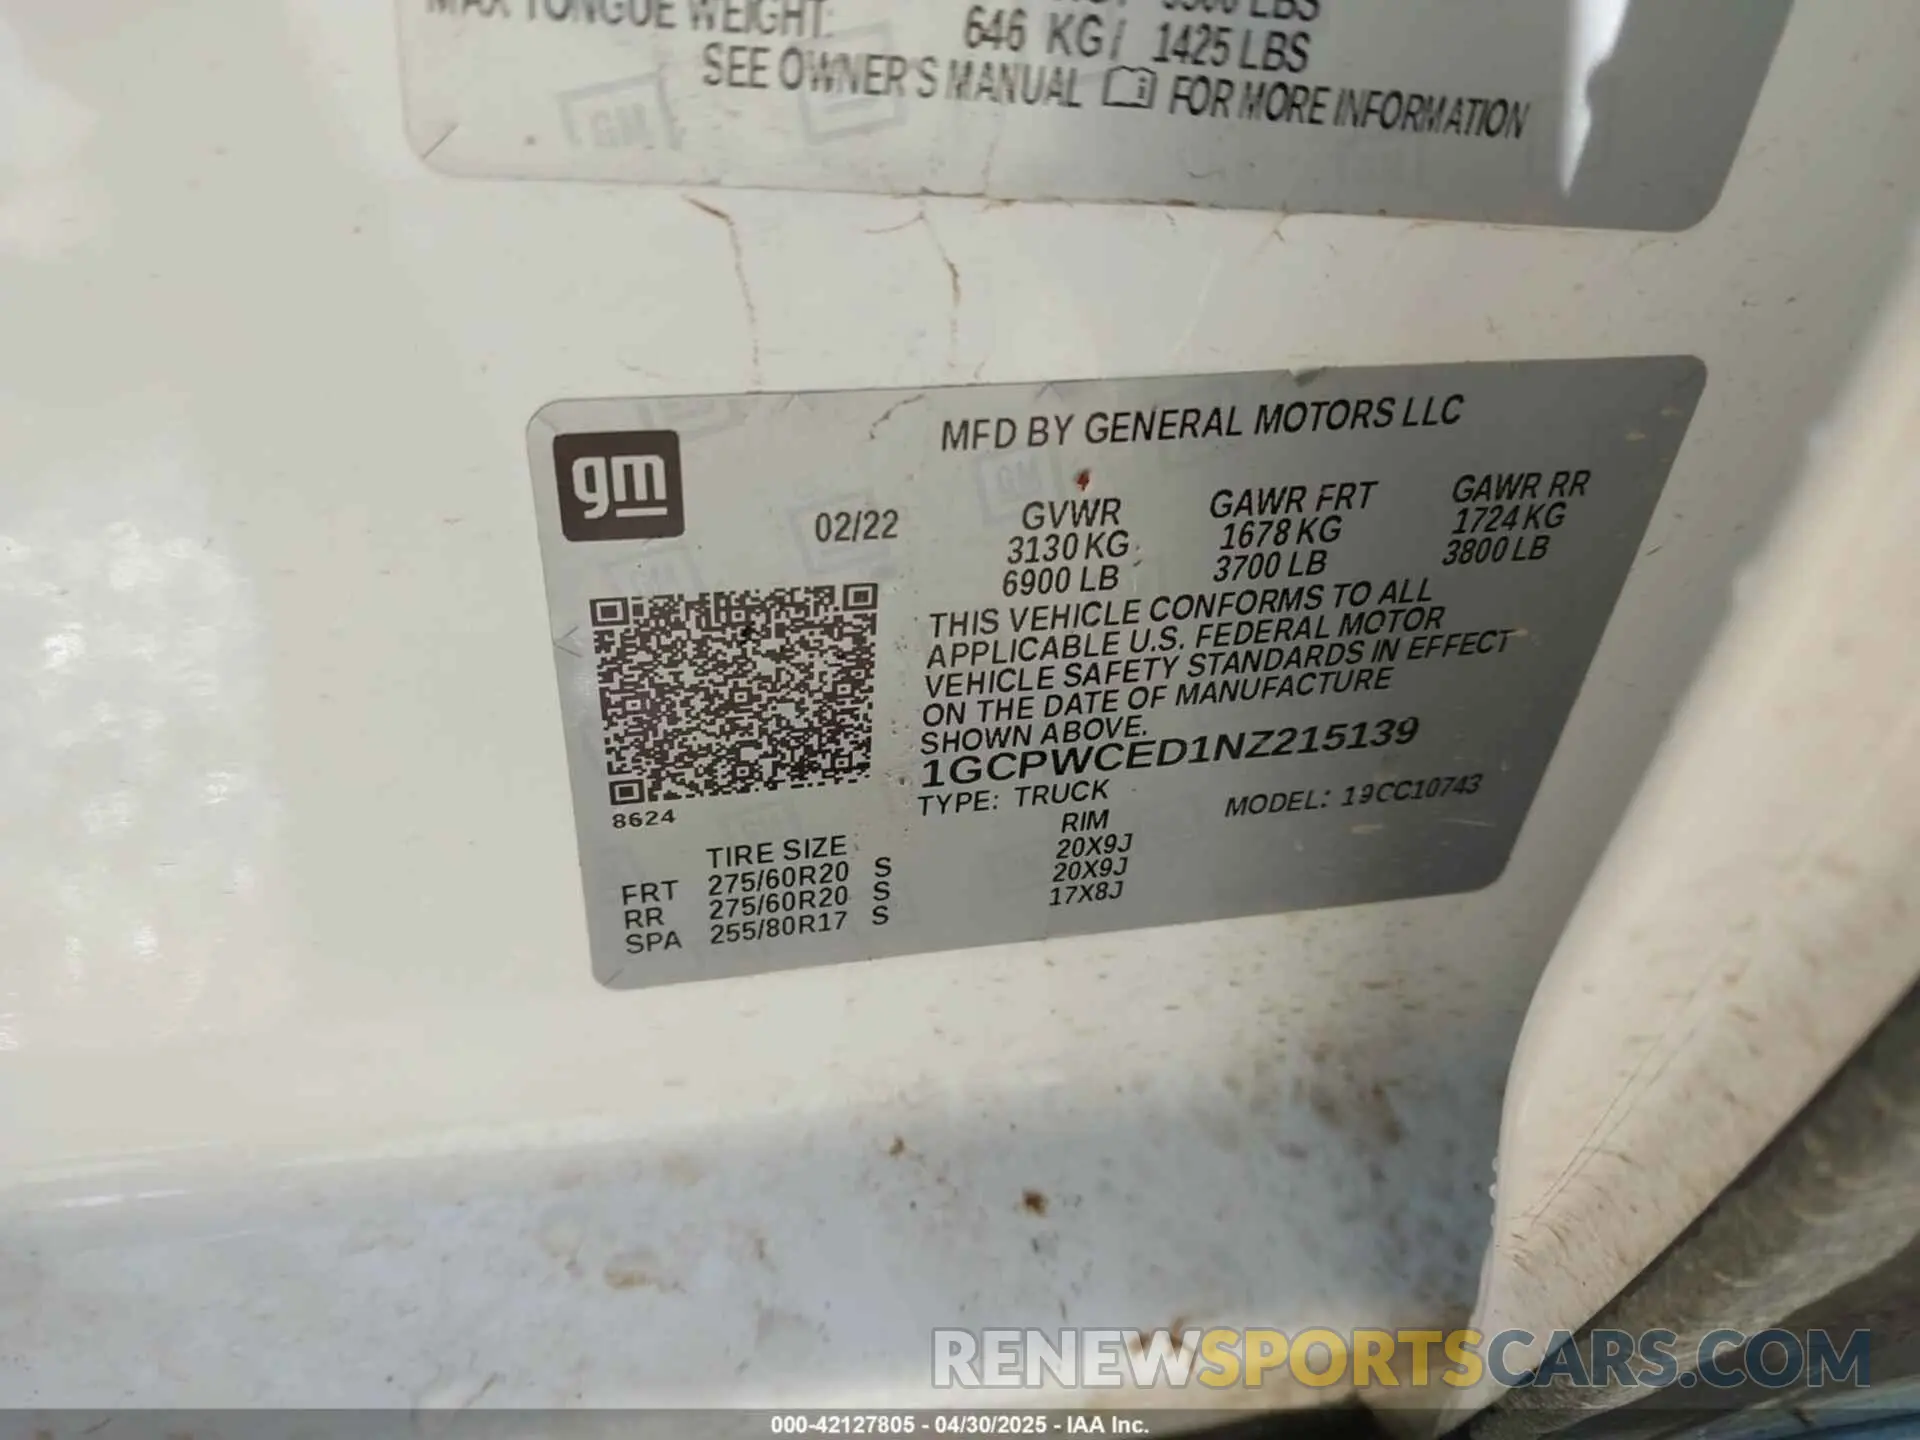 MAX TONGUE WEIGHT:
646 KG / 1425 LBS
SEE OWNER'S MANUAL FOR MORE INFORMATION
GM
gm
MFD BY GENERAL MOTORS LLC
02/22
GVWR GAWR FRT GAWR RR
3130 KG 1678 KG 1724 KG
6900 LB 3700 LB 3800 LB
THIS VEHICLE CONFORMS TO ALL
APPLICABLE U.S. FEDERAL MOTOR
VEHICLE SAFETY STANDARDS IN EFFECT
ON THE DATE OF MANUFACTURE
SHOWN ABOVE.
1GCPWCED1NZ215139
TYPE: TRUCK MODEL: 19CC10743
8624
TIRE SIZE RIM
FRT 275/60R20 S 20X9J
RR 275/60R20 S 20X9J
SPA 255/80R17 S 17X8J
RENEWSPORTSCARS.COM
000-42127805 - 04/30/2025 - IAA Inc.